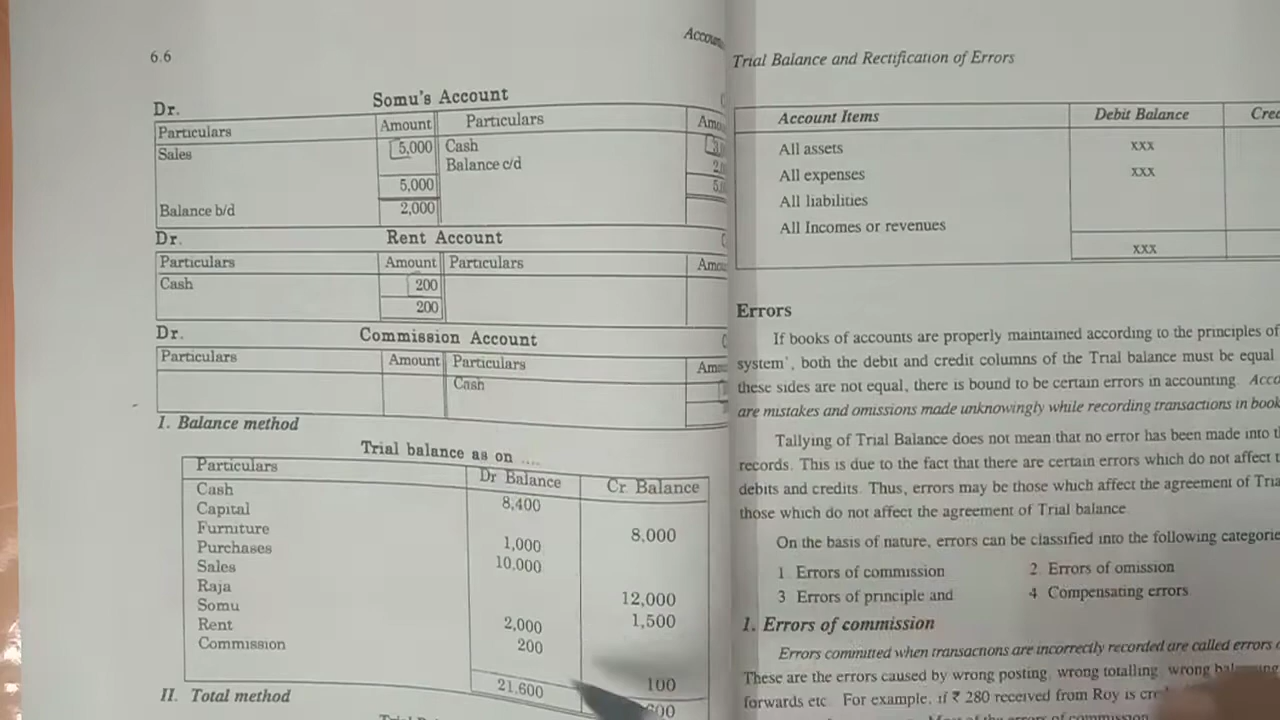 6.6
Accoun
Somu's Account
Dr.
Particulars Amount Particulars Amo
Sales 5,000 Cash
Balance c/d
5,000
Balance b/d 2,000
Dr. Rent Account
Particulars Amount Particulars Amou
Cash 200
200
Dr. Commission Account
Particulars Amount Particulars Am
Cash
I. Balance method
Trial balance as on ....
Particulars Dr Balance Cr Balance
Cash 8,400
Capital 8,000
Furniture 1,000
Purchases 10,000
Sales 12,000
Raja 1,500
Somu 2,000
Rent 200
Commission 100
21,600
II. Total method
Trial Balance and Rectification of Errors
Account Items Debit Balance Cred
All assets xxx
All expenses xxx
All liabilities
All Incomes or revenues
xxx
Errors
If books of accounts are properly maintained according to the principles of
system', both the debit and credit columns of the Trial balance must be equal
these sides are not equal, there is bound to be certain errors in accounting. Acco
are mistakes and omissions made unknowingly while recording transactions in book
Tallying of Trial Balance does not mean that no error has been made into t
records. This is due to the fact that there are certain errors which do not affect t
debits and credits. Thus, errors may be those which affect the agreement of Tria
those which do not affect the agreement of Trial balance.
On the basis of nature, errors can be classified into the following categorie
1 Errors of commission 2 Errors of omission
3 Errors of principle and 4 Compensating errors
1. Errors of commission
Errors committed when transactions are incorrectly recorded are called errors
These are the errors caused by wrong posting, wrong totalling, wrong
forwards etc. For example, if ₹ 280 received from Roy is cre
of the errors of commission